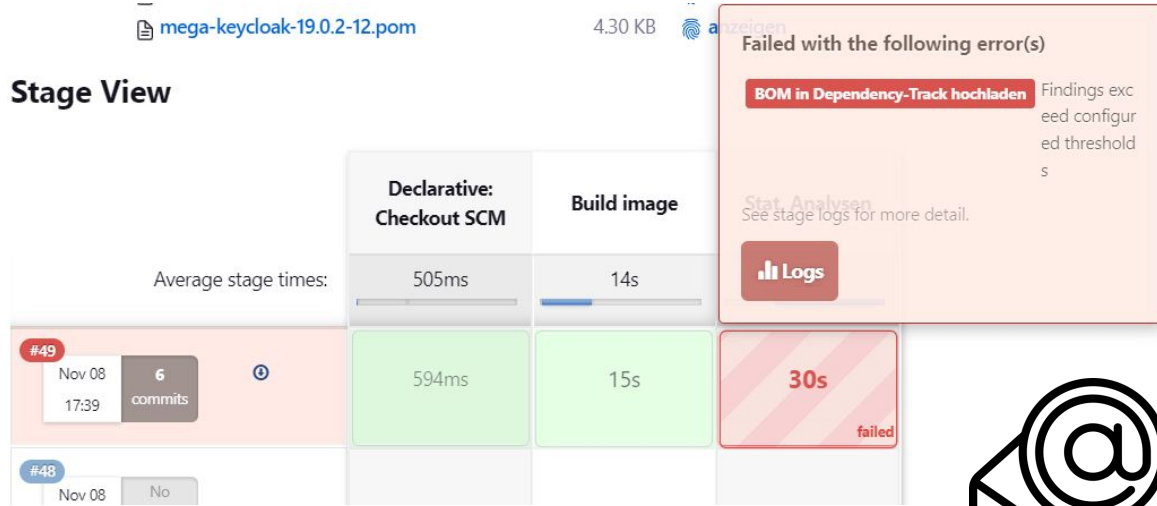 mega-keycloak-19.0.2-12.pom 4.30 KB anzeigen
Failed with the following error(s)
BOM in Dependency-Track hochladen
Findings exc
eed configur
ed threshold
s
See stage logs for more detail.
Logs
Stage View
Declarative:
Checkout SCM
Build image
Stat. Analysen
Average stage times:
505ms
14s
#49
Nov 08
17:39
6
commits
594ms
15s
30s
failed
#48
Nov 08
No